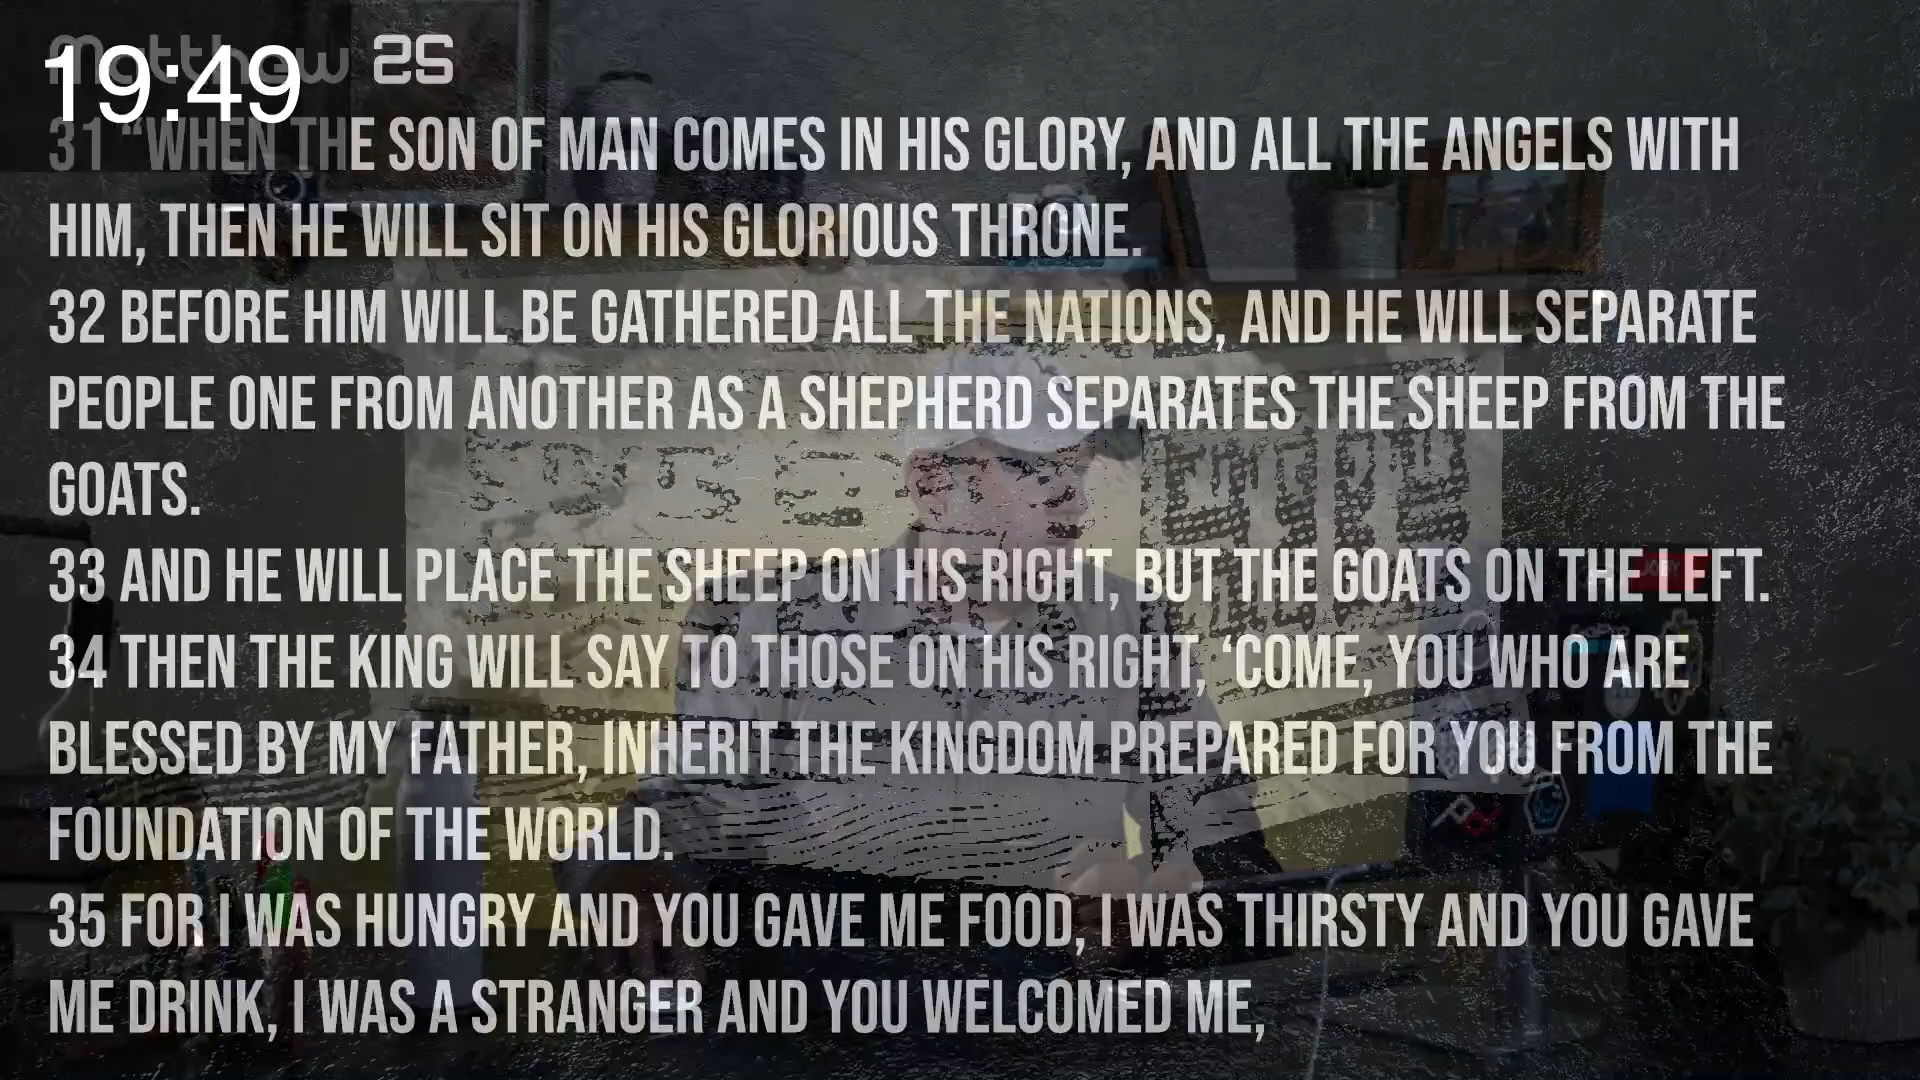 Matthew 25
19:49
31 “WHEN THE SON OF MAN COMES IN HIS GLORY, AND ALL THE ANGELS WITH
HIM, THEN HE WILL SIT ON HIS GLORIOUS THRONE.
32 BEFORE HIM WILL BE GATHERED ALL THE NATIONS, AND HE WILL SEPARATE
PEOPLE ONE FROM ANOTHER AS A SHEPHERD SEPARATES THE SHEEP FROM THE
GOATS.
33 AND HE WILL PLACE THE SHEEP ON HIS RIGHT, BUT THE GOATS ON THE LEFT.
34 THEN THE KING WILL SAY TO THOSE ON HIS RIGHT, ‘COME, YOU WHO ARE
BLESSED BY MY FATHER, INHERIT THE KINGDOM PREPARED FOR YOU FROM THE
FOUNDATION OF THE WORLD.
35 FOR I WAS HUNGRY AND YOU GAVE ME FOOD, I WAS THIRSTY AND YOU GAVE
ME DRINK, I WAS A STRANGER AND YOU WELCOMED ME,